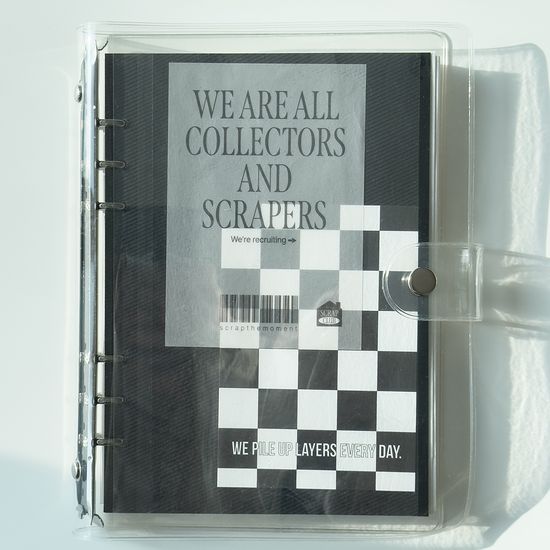 WE ARE ALL
COLLECTORS
AND
SCRAPERS
We're recruiting →
scrapthemoment
SCRAP
CLUB
WE PILE UP LAYERS EVERY DAY.